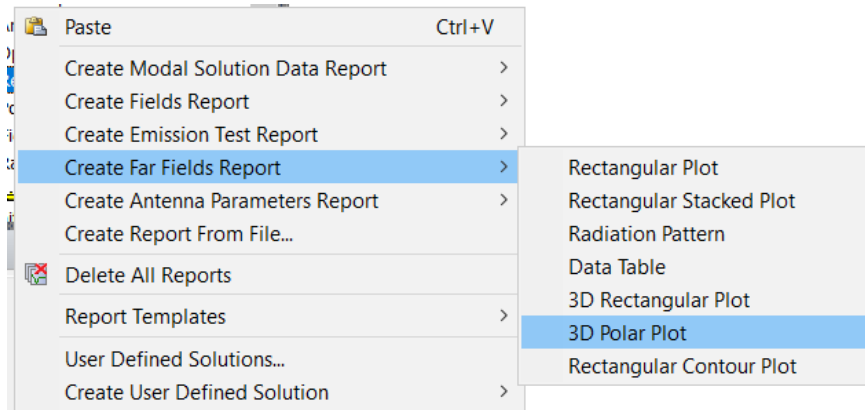 Paste Ctrl+V
Create Modal Solution Data Report
Create Fields Report
Create Emission Test Report
Create Far Fields Report
Create Antenna Parameters Report
Create Report From File...
Delete All Reports
Report Templates
User Defined Solutions...
Create User Defined Solution
Rectangular Plot
Rectangular Stacked Plot
Radiation Pattern
Data Table
3D Rectangular Plot
3D Polar Plot
Rectangular Contour Plot